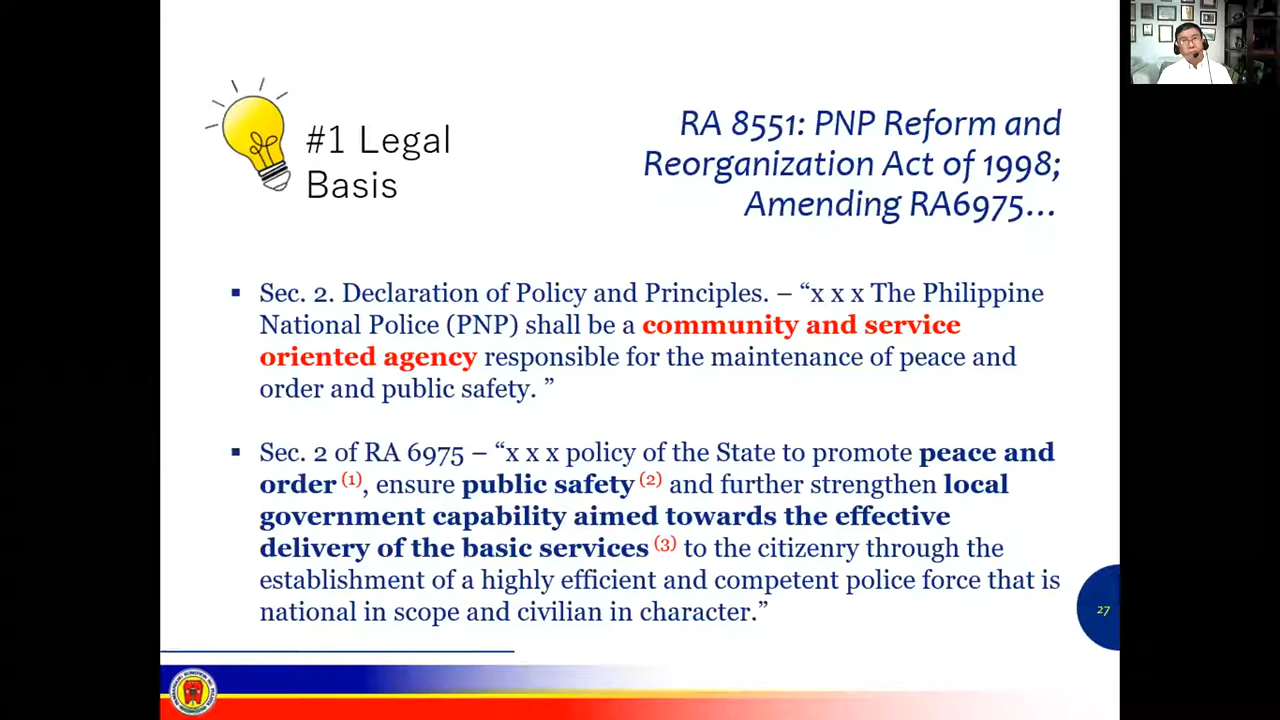 #1 Legal
Basis
RA 8551: PNP Reform and
Reorganization Act of 1998;
Amending RA6975...
▪ Sec. 2. Declaration of Policy and Principles. – “x x x The Philippine
National Police (PNP) shall be a community and service
oriented agency responsible for the maintenance of peace and
order and public safety. ”
▪ Sec. 2 of RA 6975 – “x x x policy of the State to promote peace and
order (1), ensure public safety (2) and further strengthen local
government capability aimed towards the effective
delivery of the basic services (3) to the citizenry through the
establishment of a highly efficient and competent police force that is
national in scope and civilian in character.”
27